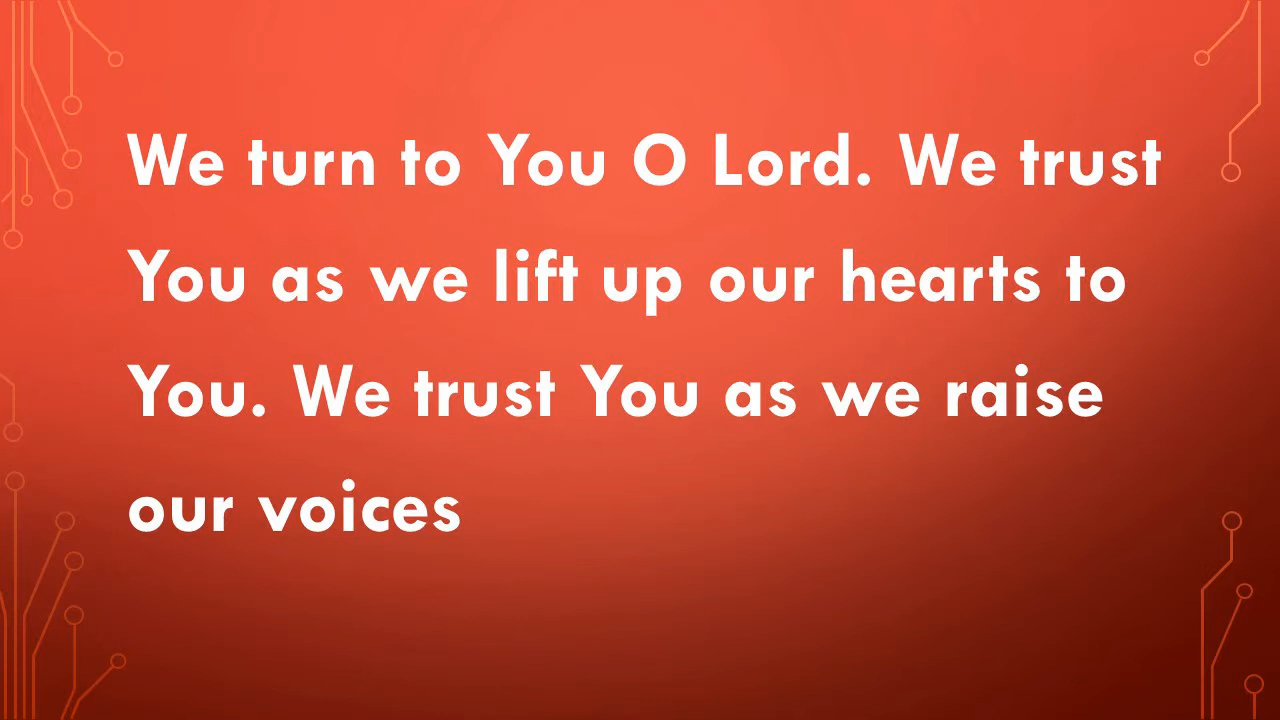 We turn to You O Lord. We trust
You as we lift up our hearts to
You. We trust You as we raise
our voices